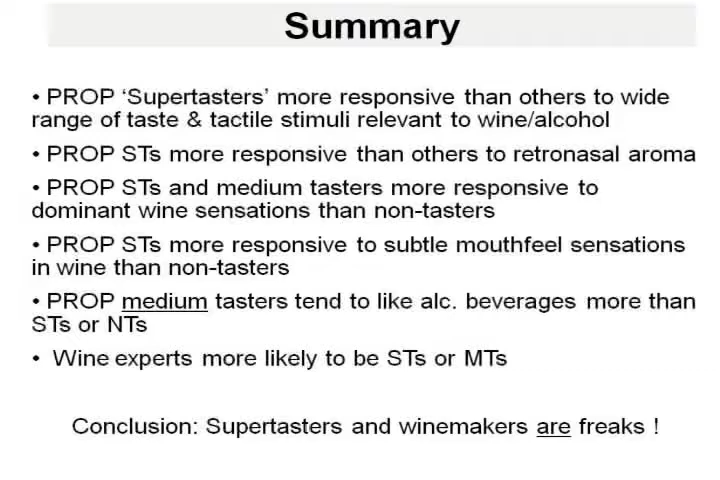 Summary
• PROP ‘Supertasters’ more responsive than others to wide
range of taste & tactile stimuli relevant to wine/alcohol
• PROP STs more responsive than others to retronasal aroma
• PROP STs and medium tasters more responsive to
dominant wine sensations than non-tasters
• PROP STs more responsive to subtle mouthfeel sensations
in wine than non-tasters
• PROP medium tasters tend to like alc. beverages more than
STs or NTs
• Wine experts more likely to be STs or MTs
Conclusion: Supertasters and winemakers are freaks !